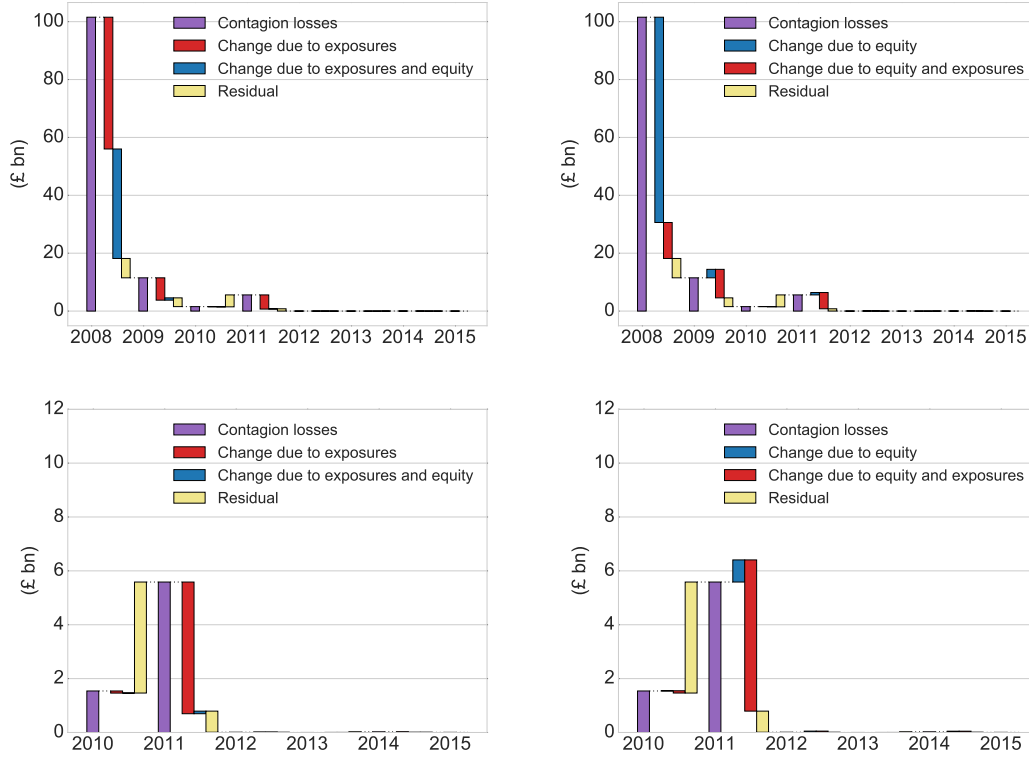 100
80
60
40
20
0
(£ bn)
Contagion losses
Change due to exposures
Change due to exposures and equity
Residual
2008 2009 2010 2011 2012 2013 2014 2015
100
80
60
40
20
0
(£ bn)
Contagion losses
Change due to equity
Change due to equity and exposures
Residual
2008 2009 2010 2011 2012 2013 2014 2015
12
10
8
6
4
2
0
(£ bn)
Contagion losses
Change due to exposures
Change due to exposures and equity
Residual
2010 2011 2012 2013 2014 2015
12
10
8
6
4
2
0
(£ bn)
Contagion losses
Change due to equity
Change due to equity and exposures
Residual
2010 2011 2012 2013 2014 2015